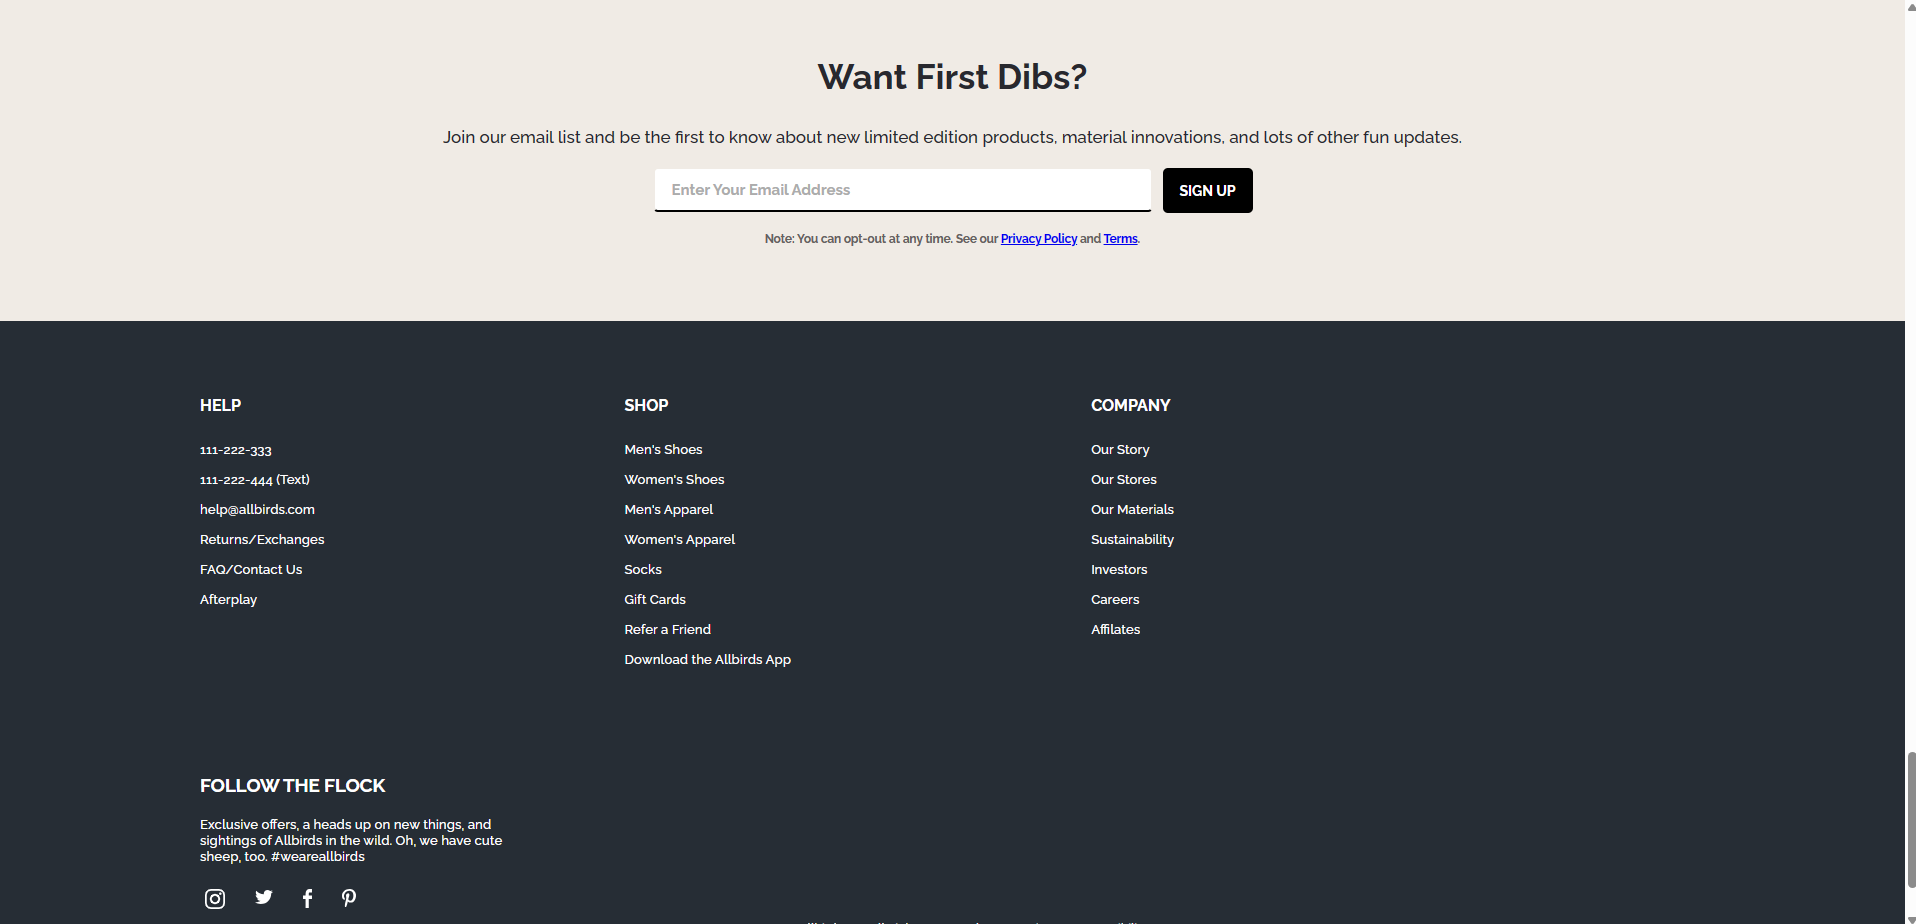 Want First Dibs?
Join our email list and be the first to know about new limited edition products, material innovations, and lots of other fun updates.
Enter Your Email Address
SIGN UP
Note: You can opt-out at any time. See our Privacy Policy and Terms.
HELP
111-222-333
111-222-444 (Text)
help@allbirds.com
Returns/Exchanges
FAQ/Contact Us
Afterplay
SHOP
Men's Shoes
Women's Shoes
Men's Apparel
Women's Apparel
Socks
Gift Cards
Refer a Friend
Download the Allbirds App
COMPANY
Our Story
Our Stores
Our Materials
Sustainability
Investors
Careers
Affilates
FOLLOW THE FLOCK
Exclusive offers, a heads up on new things, and
sightings of Allbirds in the wild. Oh, we have cute
sheep, too. #weareallbirds